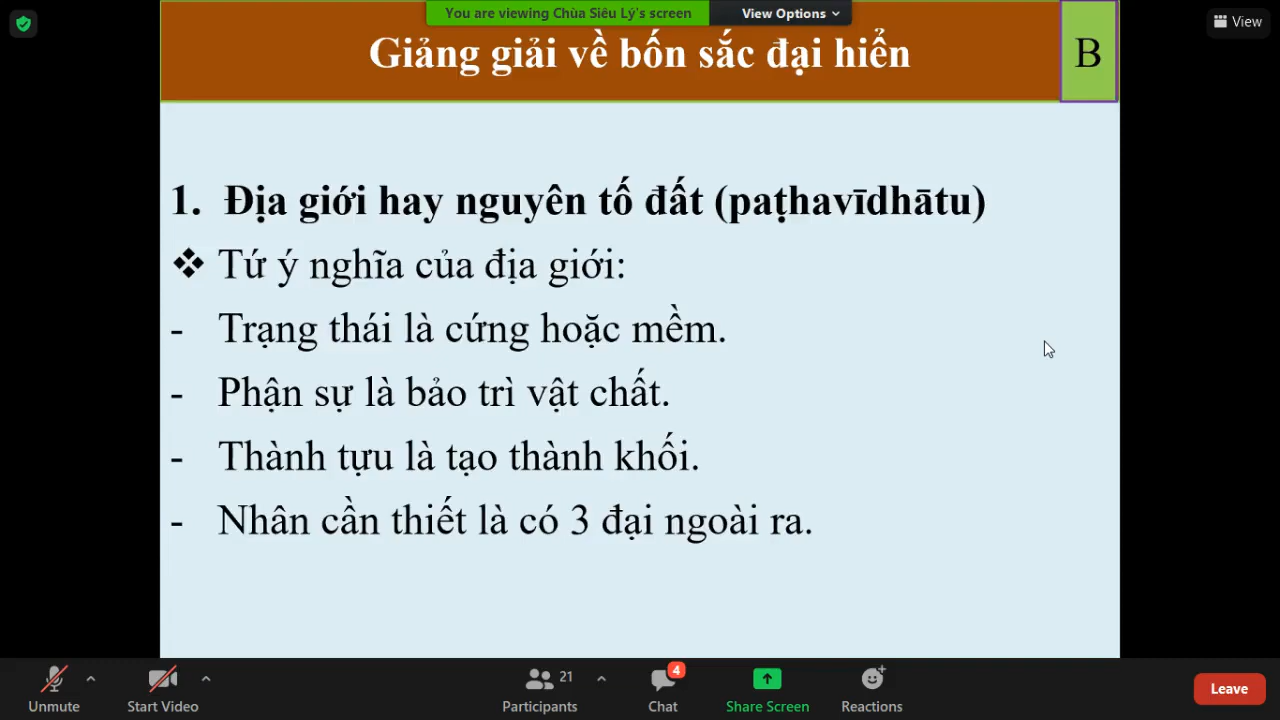 You are viewing Chùa Siêu Lý's screen
View Options
View
Giảng giải về bốn sắc đại hiển
B
1. Địa giới hay nguyên tố đất (paṭhavīdhātu)
❖ Tứ ý nghĩa của địa giới:
- Trạng thái là cứng hoặc mềm.
- Phận sự là bảo trì vật chất.
- Thành tựu là tạo thành khối.
- Nhân cần thiết là có 3 đại ngoài ra.
Unmute
Start Video
21
Participants
4
Chat
Share Screen
Reactions
Leave